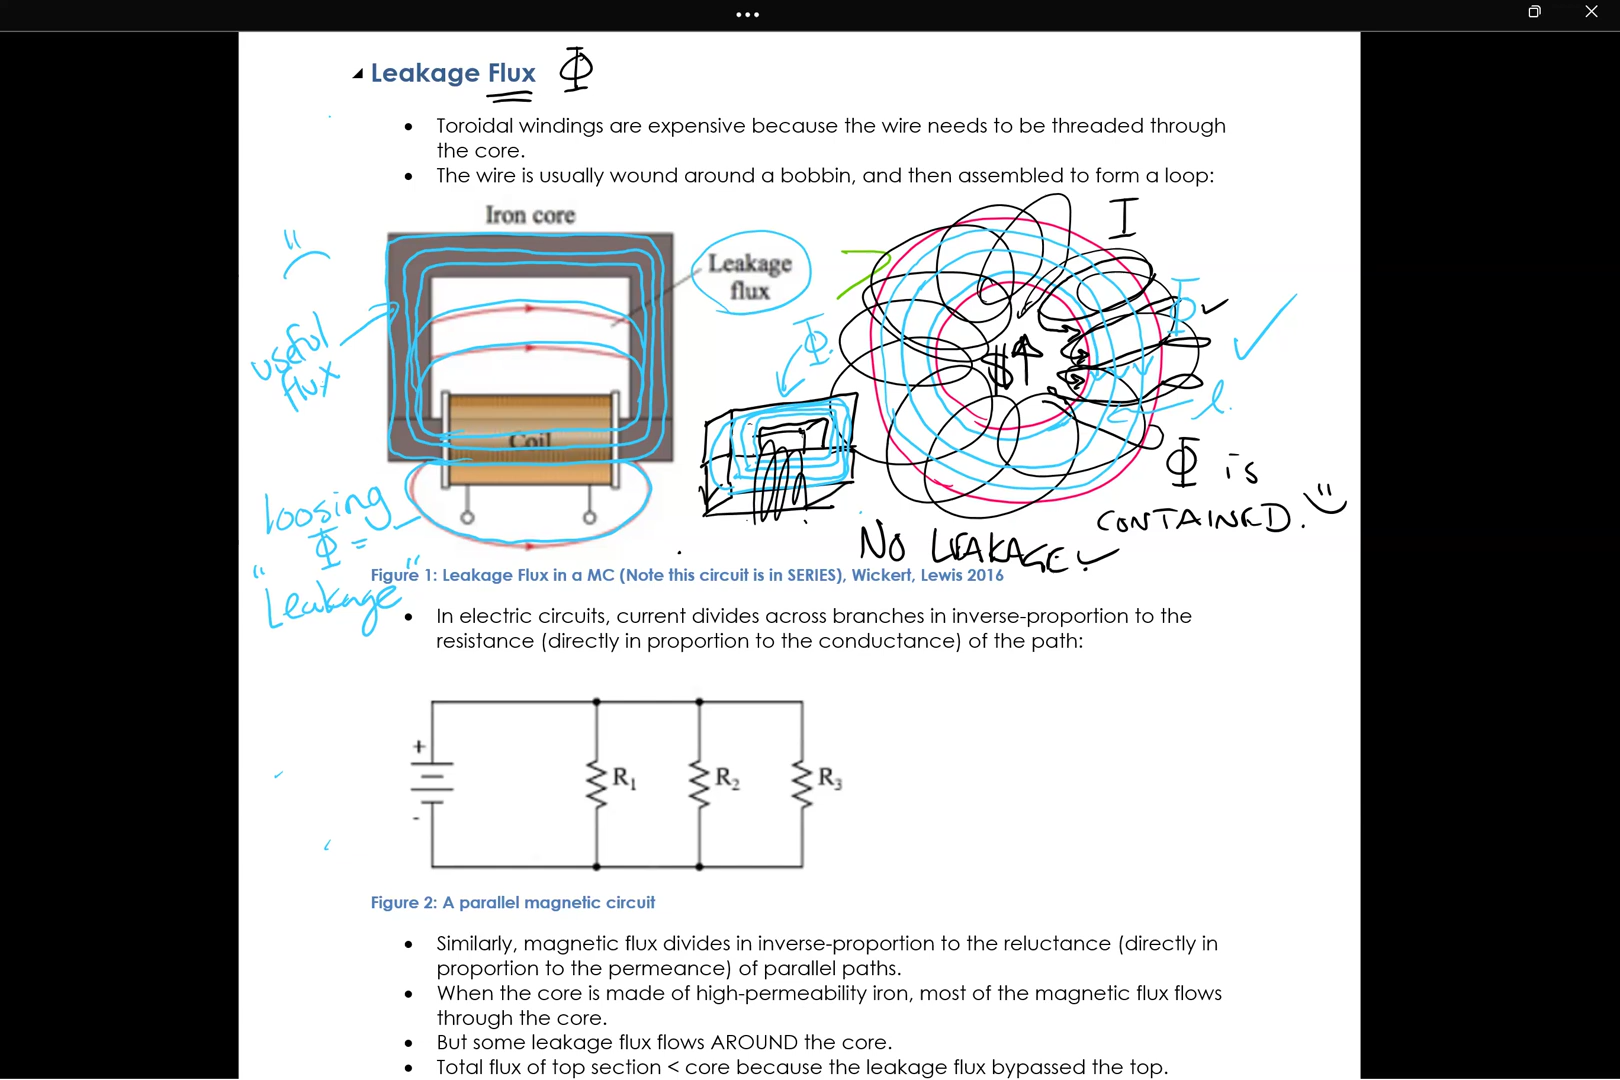 Leakage Flux Φ
• Toroidal windings are expensive because the wire needs to be threaded through
the core.
• The wire is usually wound around a bobbin, and then assembled to form a loop:
Iron core
Leakage
flux
Coil
useful
flux
loosing
Φ =
"Leakage"
Φ
I
Φ
$↑
l.
Φ is
CONTAINED.
NO LEAKAGE
Figure 1: Leakage Flux in a MC (Note this circuit is in SERIES), Wickert, Lewis 2016
• In electric circuits, current divides across branches in inverse-proportion to the
resistance (directly in proportion to the conductance) of the path:
+
-
R1
R2
R3
Figure 2: A parallel magnetic circuit
• Similarly, magnetic flux divides in inverse-proportion to the reluctance (directly in
proportion to the permeance) of parallel paths.
• When the core is made of high-permeability iron, most of the magnetic flux flows
through the core.
• But some leakage flux flows AROUND the core.
• Total flux of top section < core because the leakage flux bypassed the top.